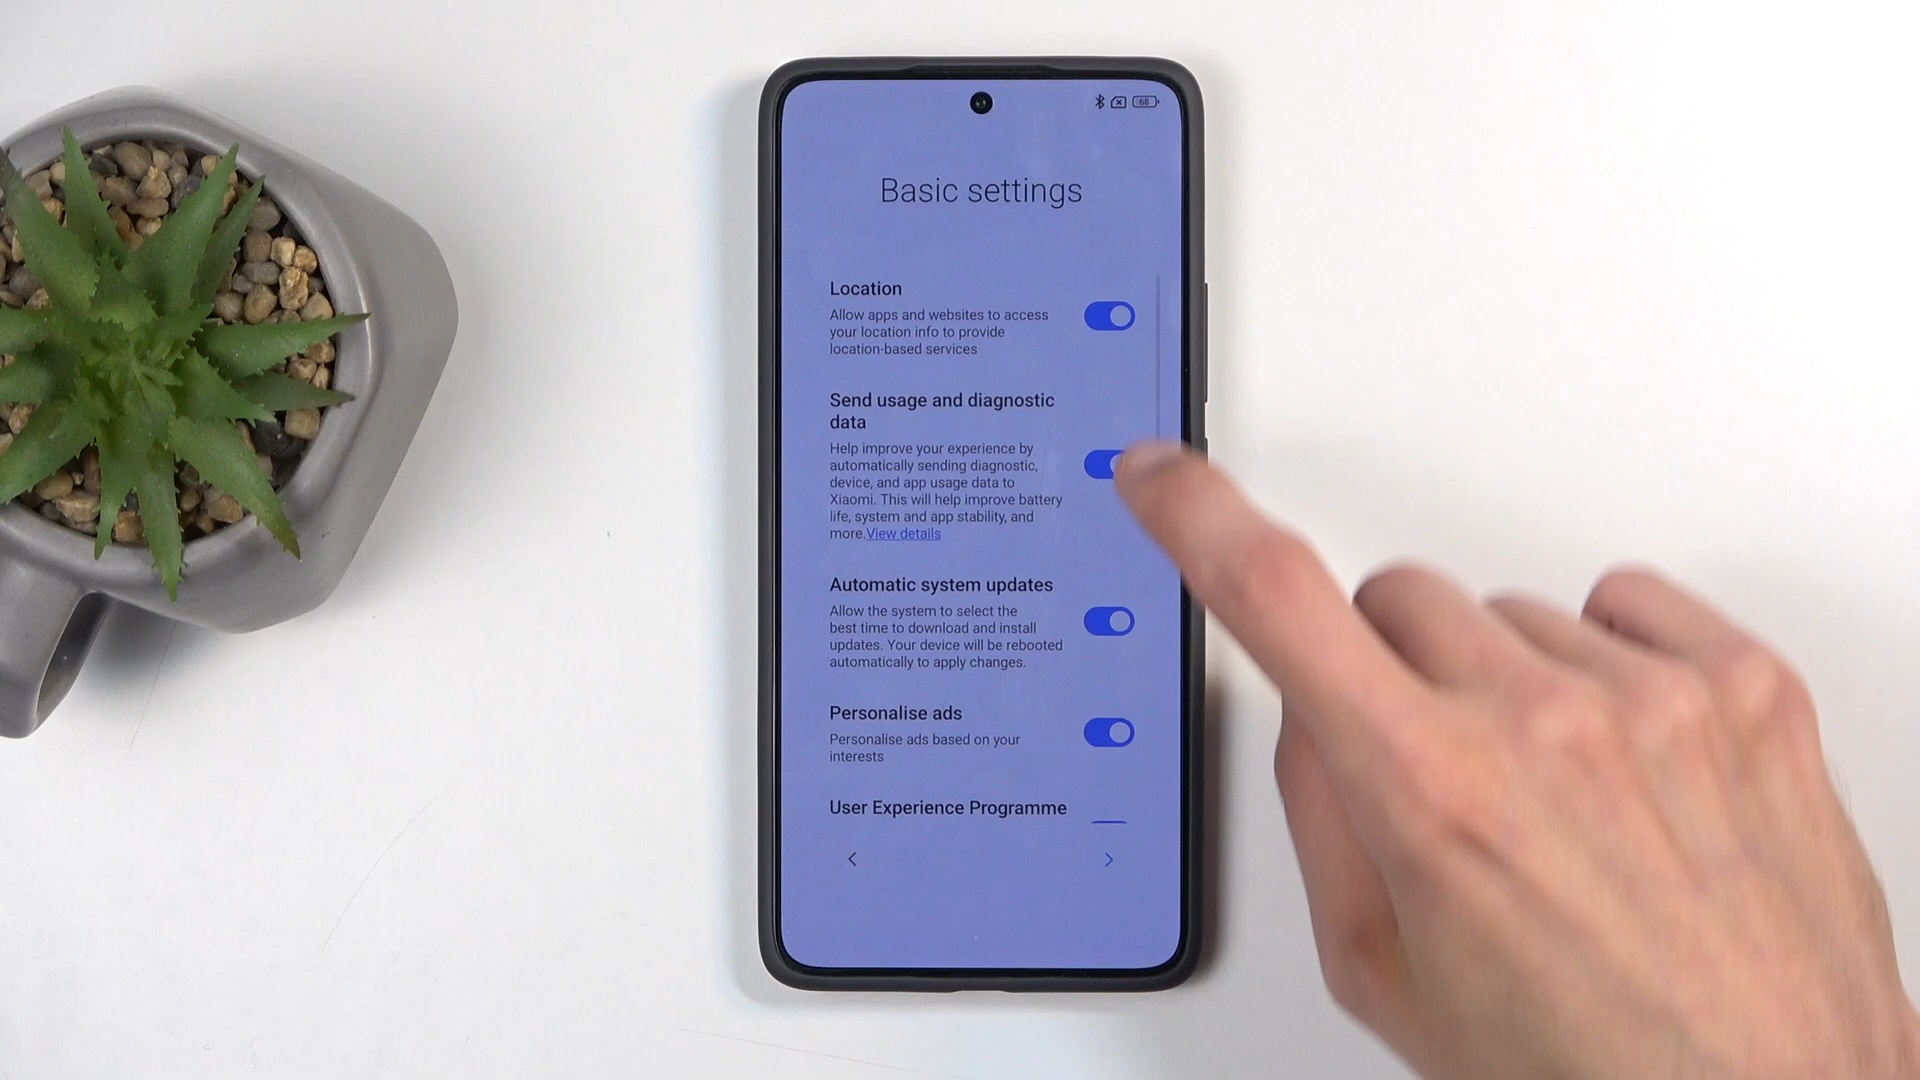 68
Basic settings
Location
Allow apps and websites to access
your location info to provide
location-based services
Send usage and diagnostic
data
Help improve your experience by
automatically sending diagnostic,
device, and app usage data to
Xiaomi. This will help improve battery
life, system and app stability, and
more.View details
Automatic system updates
Allow the system to select the
best time to download and install
updates. Your device will be rebooted
automatically to apply changes.
Personalise ads
Personalise ads based on your
interests
User Experience Programme